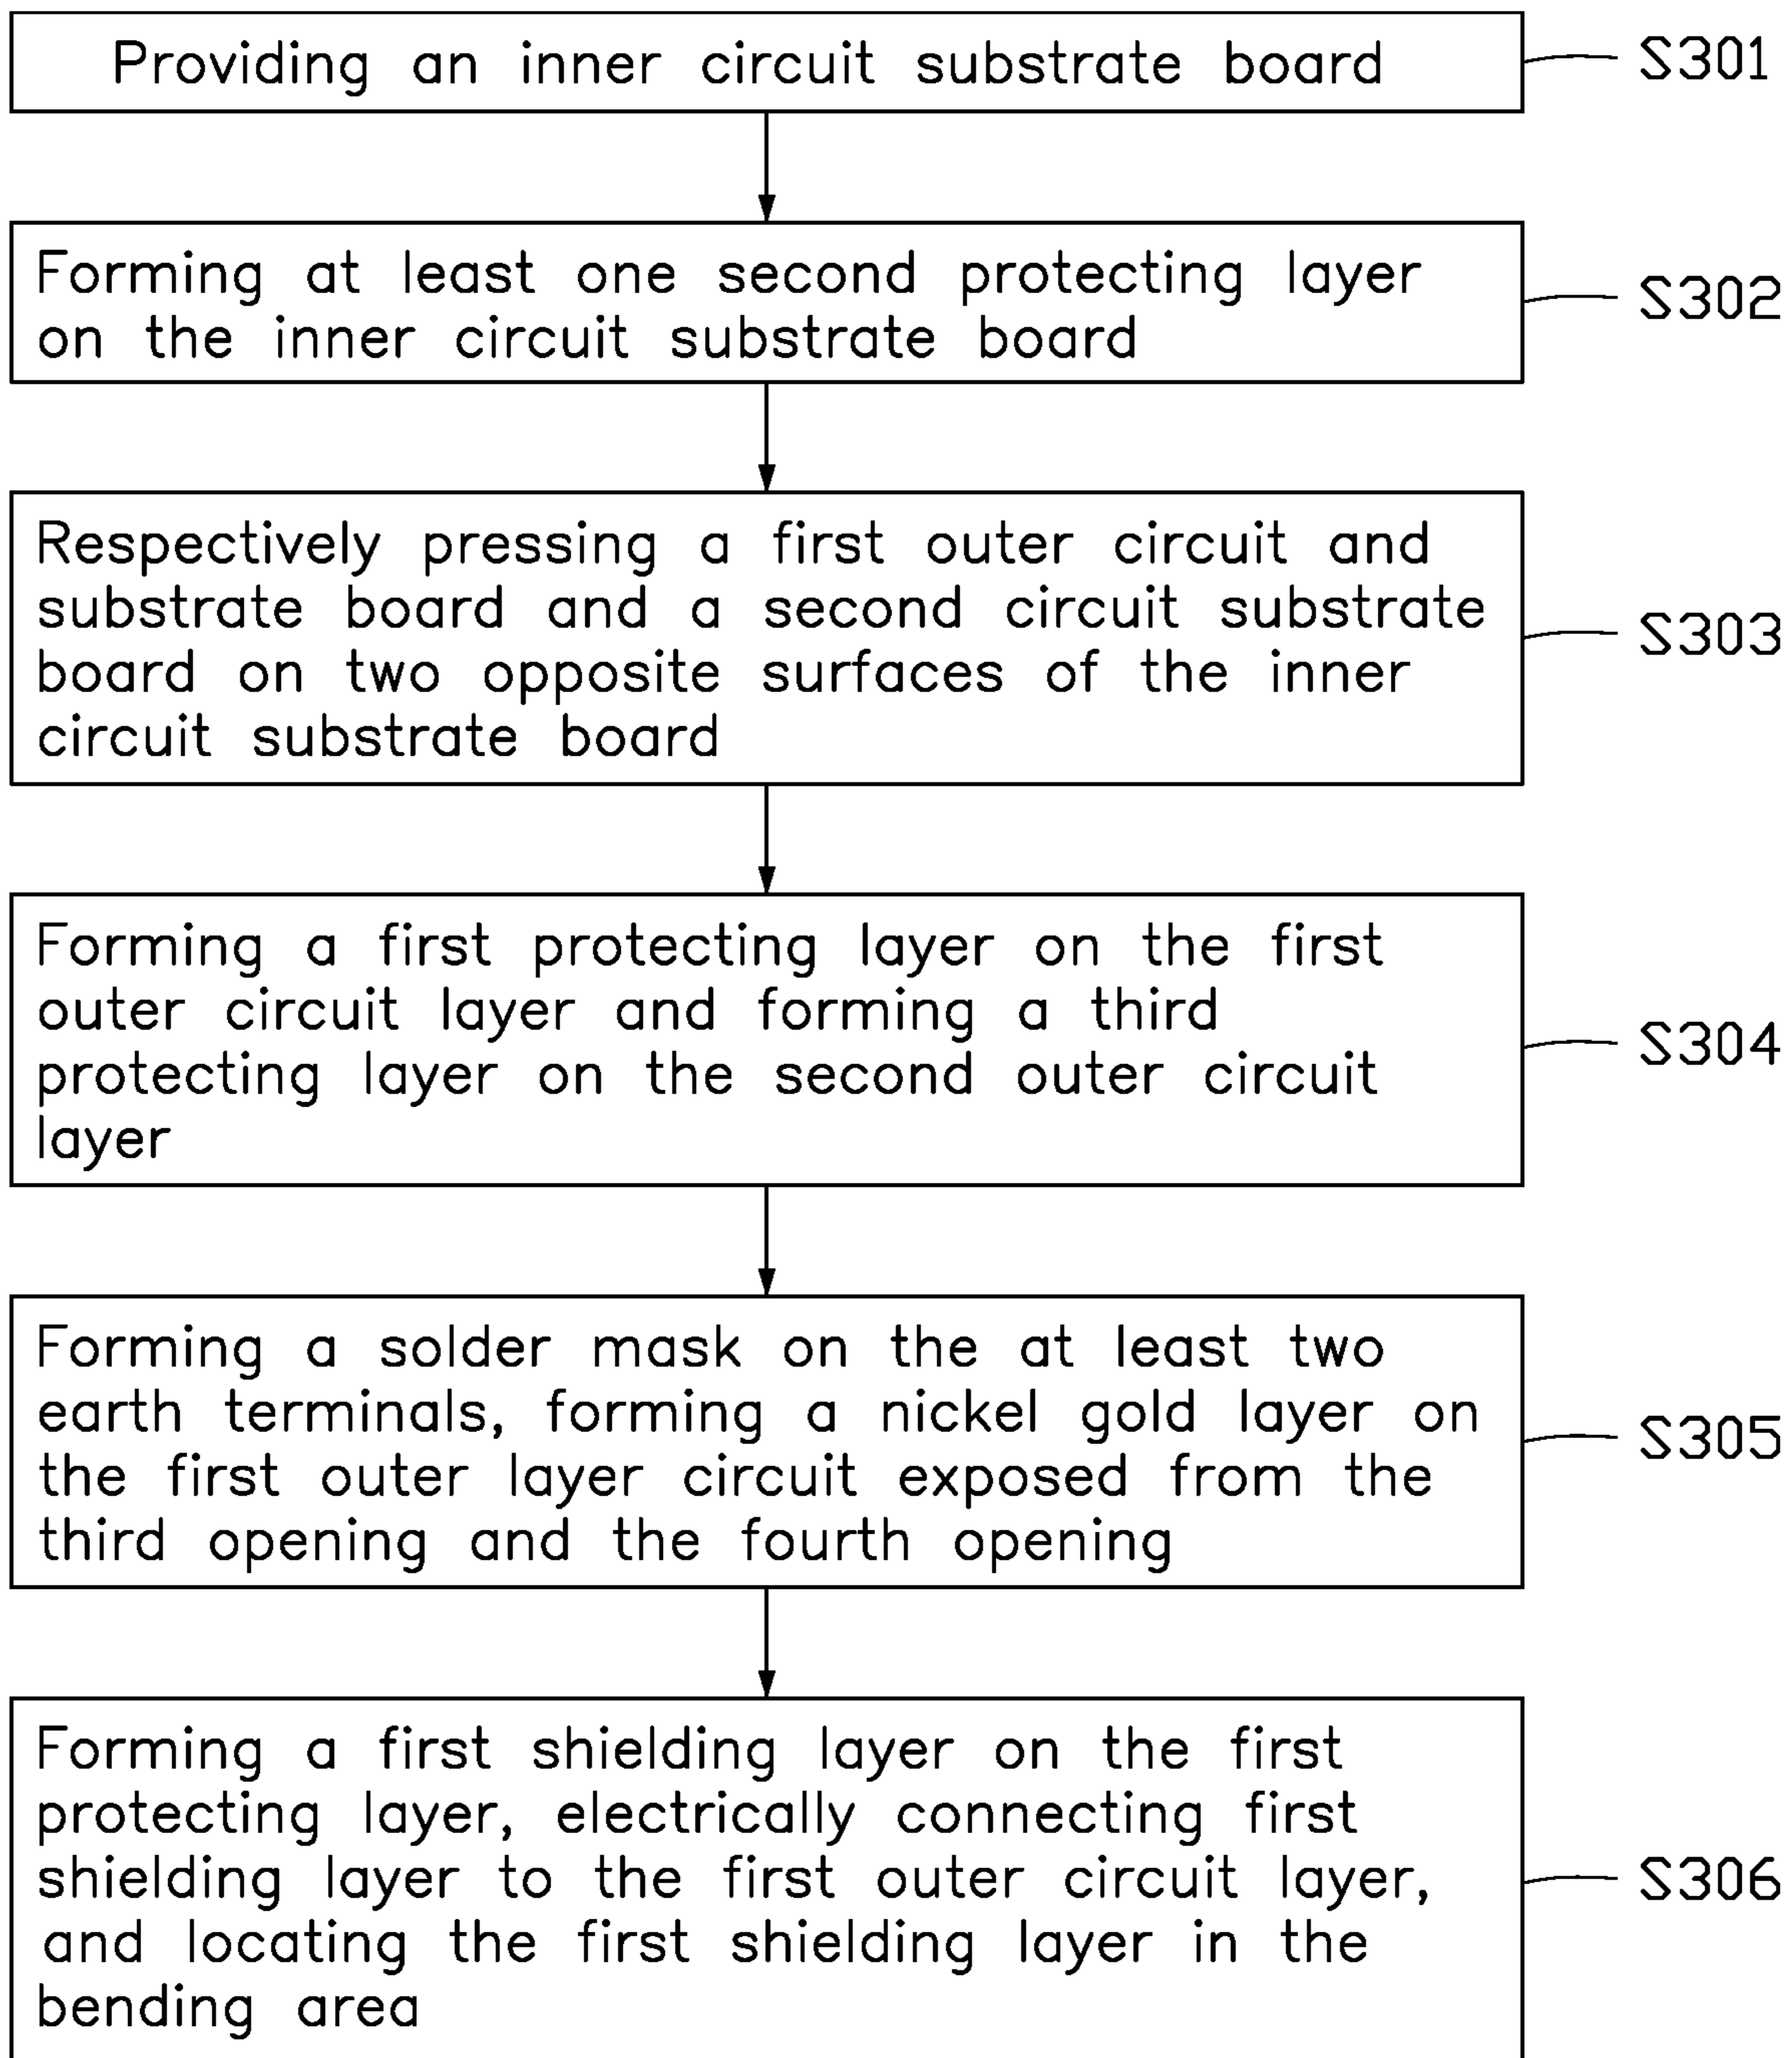 Providing an inner circuit substrate board
S301
Forming at least one second protecting layer
on the inner circuit substrate board
S302
Respectively pressing a first outer circuit and
substrate board and a second circuit substrate
board on two opposite surfaces of the inner
circuit substrate board
S303
Forming a first protecting layer on the first
outer circuit layer and forming a third
protecting layer on the second outer circuit
layer
S304
Forming a solder mask on the at least two
earth terminals, forming a nickel gold layer on
the first outer layer circuit exposed from the
third opening and the fourth opening
S305
Forming a first shielding layer on the first
protecting layer, electrically connecting first
shielding layer to the first outer circuit layer,
and locating the first shielding layer in the
bending area
S306